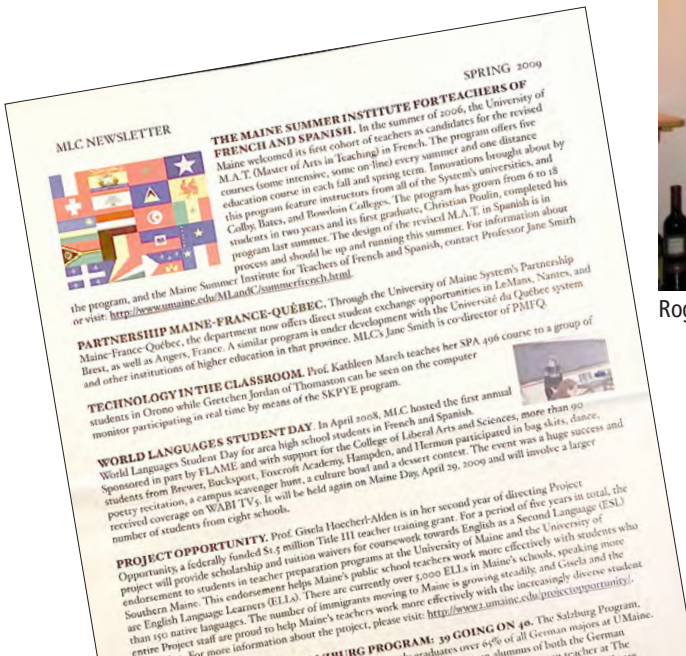 SPRING 2009
MLC NEWSLETTER
THE MAINE SUMMER INSTITUTE FOR TEACHERS OF
FRENCH AND SPANISH. In the summer of 2006, the University of
Maine welcomed its first cohort of teachers as candidates for the revised
M.A.T. (Master of Arts in Teaching) in French. The program offers five
courses (some intensive, some on line) every summer and one distance
education course in each fall and spring term. Innovations brought about by
this program feature instructors from all of the System's universities, and
Colby, Bates, and Bowdoin Colleges. The program has grown from 6 to 18
students in two years and its first graduate, Christian Poulin, completed his
program last summer. The design of the revised M.A.T. in Spanish is in
process and should be up and running this summer. For information about
the program, and the Maine Summer Institute for Teachers of French and Spanish, contact Professor Jane Smith
or visit: http://www.umaine.edu/MLandC/summerfrench.html.
PARTNERSHIP MAINE-FRANCE-QUÈBEC. Through the University of Maine System's Partnership
Maine-France-Québec, the department now offers direct student exchange opportunities in LeMans, Nantes, and
Brest, as well as Angers, France. A similar program is under development with the Université du Québec system
and other institutions of higher education in that province. MLC's Jane Smith is co-director of PMFQ.
TECHNOLOGY IN THE CLASSROOM. Prof. Kathleen March teaches her SPA 496 course to a group of
students in Orono while Gretchen Jordan of Thomaston can be seen on the computer
monitor participating in real time by means of the SKPYE program.
WORLD LANGUAGES STUDENT DAY. In April 2008, MLC hosted the first annual
World Languages Student Day for area high school students in French and Spanish.
Sponsored in part by FLAME and with support for the College of Liberal Arts and Sciences, more than 90
students from Brewer, Bucksport, Foxcroft Academy, Hampden, and Hermon participated in bag skits, dance,
poetry recitation, a campus scavenger hunt, a culture bowl and a dessert contest. The event was a huge success and
received coverage on WABI TV5. It will be held again on Maine Day, April 29, 2009 and will involve a larger
number of students from eight schools.
PROJECT OPPORTUNITY. Prof. Gisela Hoecherl-Alden is in her second year of directing Project
Opportunity, a federally funded $1.5 million Title III teacher training grant. For a period of five years in total, the
project will provide scholarship and tuition waivers for coursework towards English as a Second Language (ESL)
endorsement to students in teacher preparation programs at the University of Maine and the University of
Southern Maine. This endorsement helps Maine's public school teachers work more effectively with students who
are English Language Learners (ELLs). There are currently over 5,000 ELLs in Maine's schools, speaking more
than 150 native languages. The number of immigrants moving to Maine is growing steadily, and Gisela and the
entire Project staff are proud to help Maine's teachers work more effectively with the increasingly diverse student
For more information about the project, please visit: http://www2.umaine.edu/projectopportunity/.
BURG PROGRAM: 39 GOING ON 40. The Salzburg Program,
graduates over 65% of all German majors at UMaine.
alumnus of both the German
teacher at The
Rog